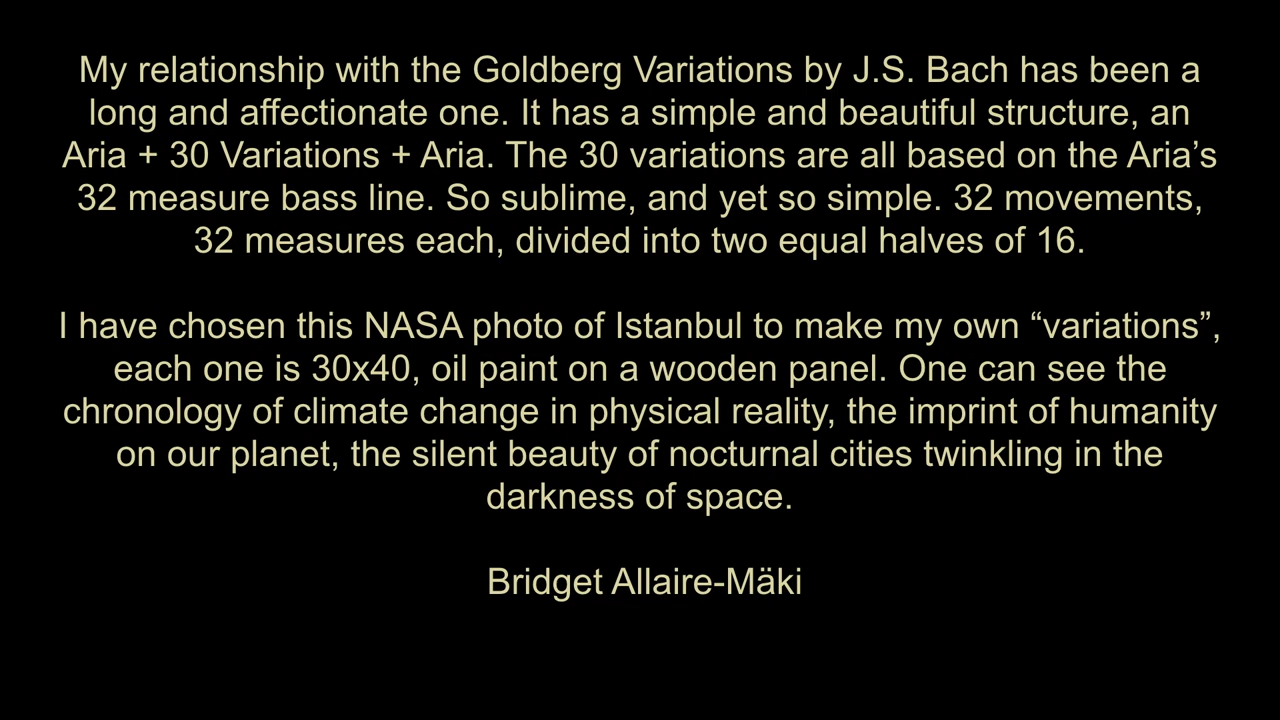 My relationship with the Goldberg Variations by J.S. Bach has been a
long and affectionate one. It has a simple and beautiful structure, an
Aria + 30 Variations + Aria. The 30 variations are all based on the Aria’s
32 measure bass line. So sublime, and yet so simple. 32 movements,
32 measures each, divided into two equal halves of 16.
I have chosen this NASA photo of Istanbul to make my own “variations”,
each one is 30x40, oil paint on a wooden panel. One can see the
chronology of climate change in physical reality, the imprint of humanity
on our planet, the silent beauty of nocturnal cities twinkling in the
darkness of space.
Bridget Allaire-Mäki